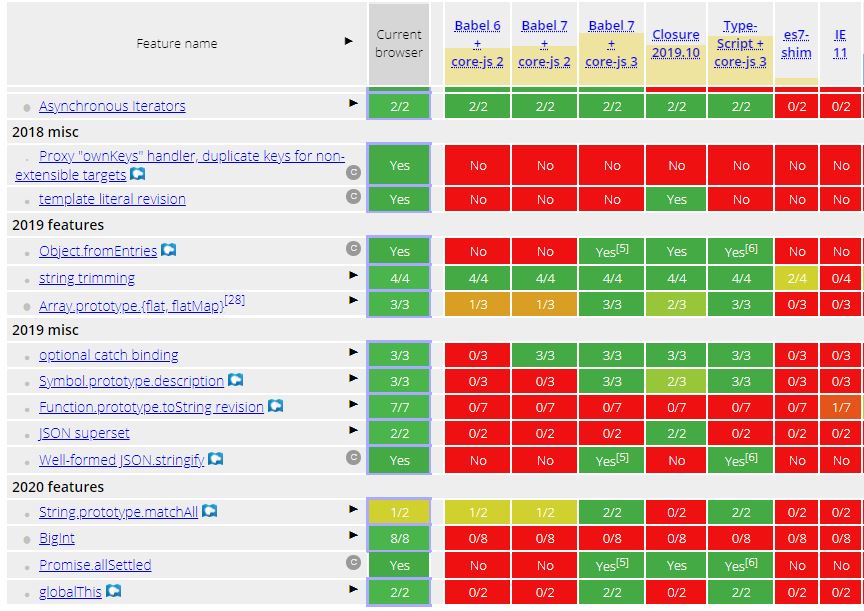 Feature name ► Current browser Babel 6 + core-js 2 Babel 7 + core-js 2 Babel 7 + core-js 3 Closure 2019.10 Type-Script + core-js 3 es7-shim IE 11
Asynchronous Iterators ► 2/2 2/2 2/2 2/2 2/2 2/2 0/2 0/2
2018 misc
Proxy "ownKeys" handler, duplicate keys for non-
extensible targets C Yes No No No No No No No
template literal revision C Yes No No No Yes No No No
2019 features
Object.fromEntries C Yes No No Yes[5] Yes Yes[6] No No
string trimming ► 4/4 4/4 4/4 4/4 4/4 4/4 2/4 0/4
Array.prototype.{flat, flatMap}[28] ► 3/3 1/3 1/3 3/3 2/3 3/3 0/3 0/3
2019 misc
optional catch binding ► 3/3 0/3 3/3 3/3 3/3 3/3 0/3 0/3
Symbol.prototype.description ► 3/3 0/3 0/3 3/3 2/3 3/3 0/3 0/3
Function.prototype.toString revision ► 7/7 0/7 0/7 0/7 0/7 0/7 0/7 1/7
JSON superset ► 2/2 0/2 0/2 0/2 2/2 0/2 0/2 0/2
Well-formed JSON.stringify C Yes No No Yes[5] No Yes[6] No No
2020 features
String.prototype.matchAll ► 1/2 1/2 1/2 2/2 0/2 2/2 0/2 0/2
BigInt ► 8/8 0/8 0/8 0/8 0/8 0/8 0/8 0/8
Promise.allSettled C Yes No No Yes[5] Yes Yes[6] No No
globalThis ► 2/2 0/2 0/2 2/2 0/2 2/2 0/2 0/2